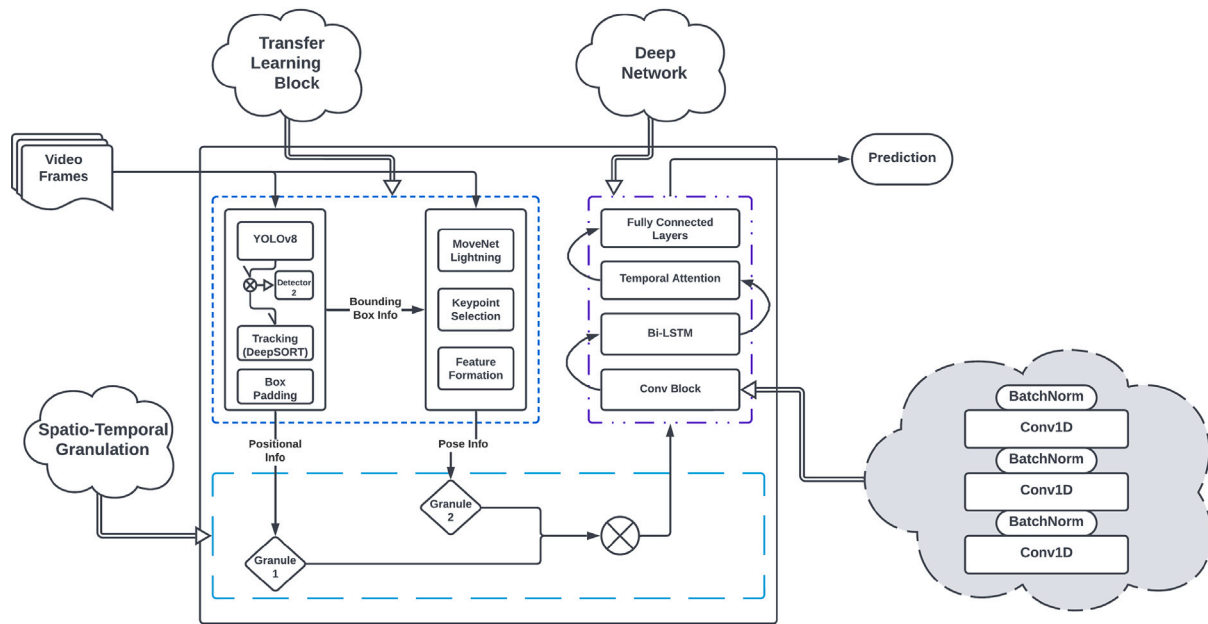 Transfer
Learning
Block
Deep
Network
Video
Frames
Prediction
YOLOv8
Detector
2
Tracking
(DeepSORT)
Box
Padding
Bounding
Box Info
MoveNet
Lightning
Keypoint
Selection
Feature
Formation
Fully Connected
Layers
Temporal Attention
Bi-LSTM
Conv Block
BatchNorm
Conv1D
BatchNorm
Conv1D
BatchNorm
Conv1D
Spatio-Temporal
Granulation
Positional
Info
Pose Info
Granule
1
Granule
2